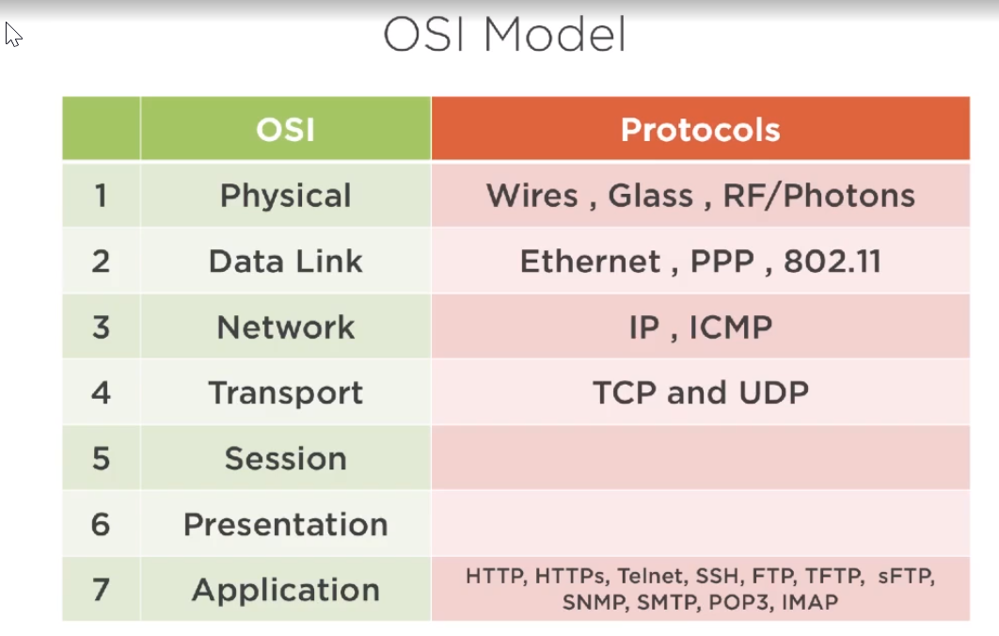 OSI Model
OSI Protocols
1 Physical Wires , Glass , RF/Photons
2 Data Link Ethernet , PPP , 802.11
3 Network IP , ICMP
4 Transport TCP and UDP
5 Session
6 Presentation
7 Application HTTP, HTTPs, Telnet, SSH, FTP, TFTP, sFTP,
SNMP, SMTP, POP3, IMAP